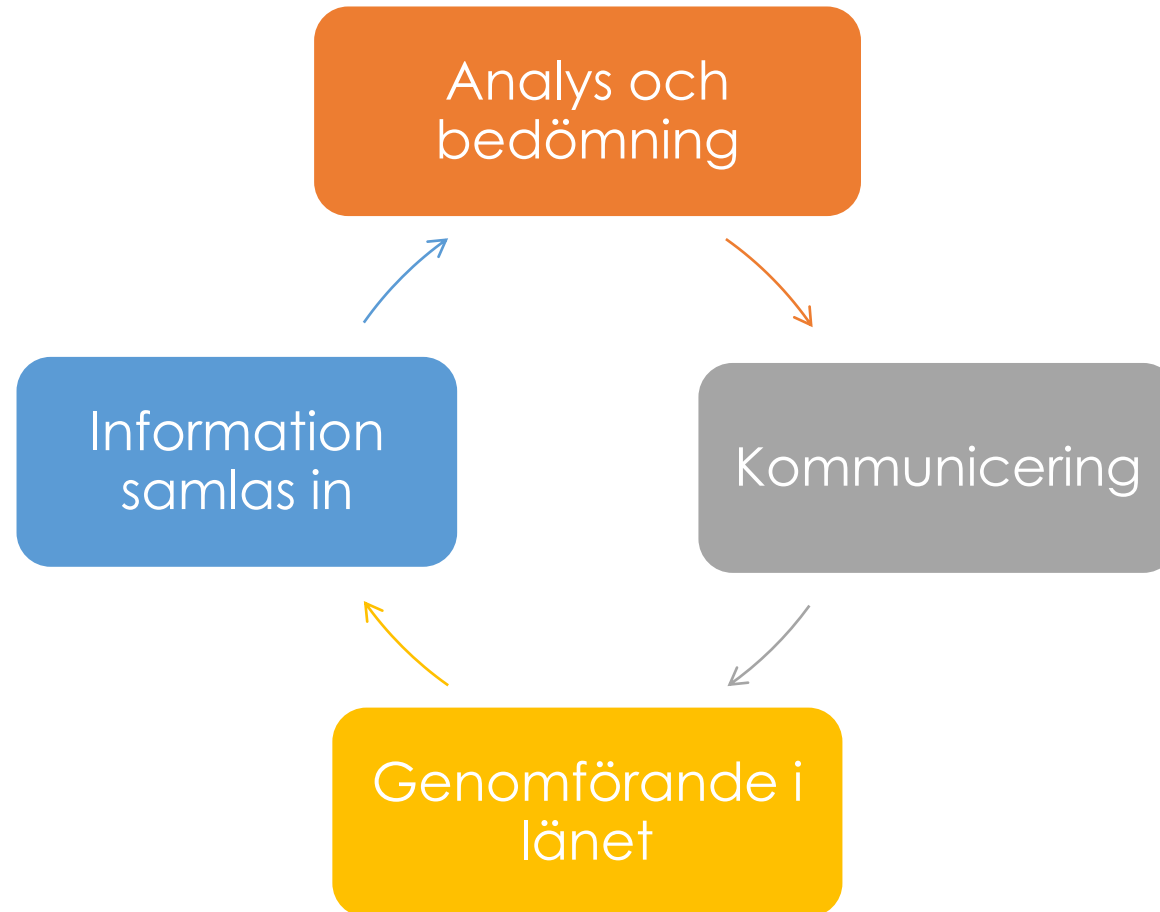 Analys och
bedömning
Information
samlas in
Kommunicering
Genomförande i
länet